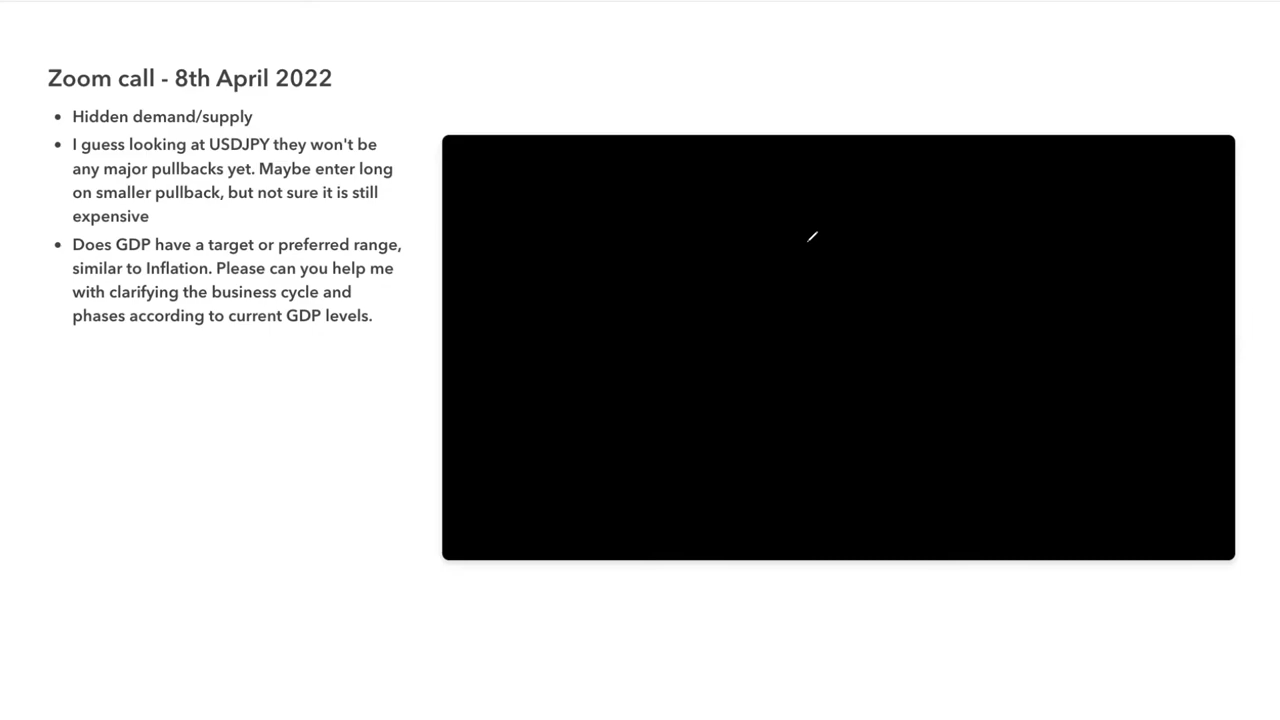 Zoom call - 8th April 2022
• Hidden demand/supply
• I guess looking at USDJPY they won't be
any major pullbacks yet. Maybe enter long
on smaller pullback, but not sure it is still
expensive
• Does GDP have a target or preferred range,
similar to Inflation. Please can you help me
with clarifying the business cycle and
phases according to current GDP levels.